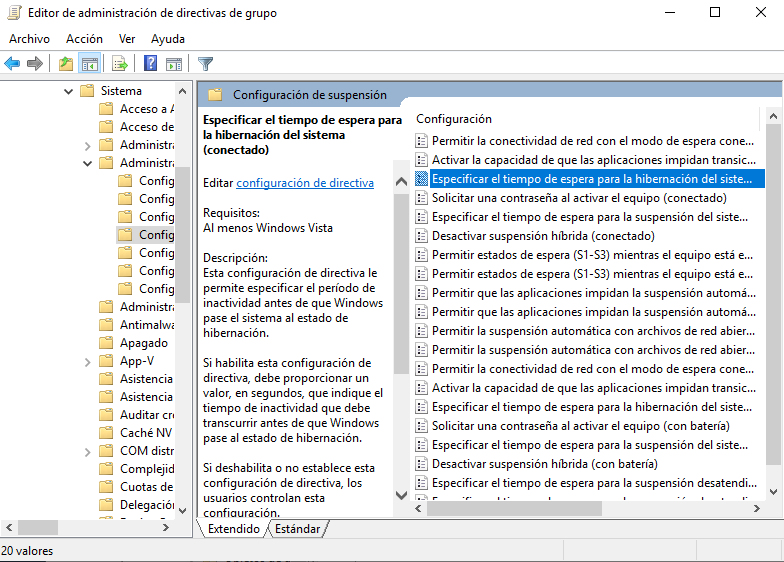 Editor de administración de directivas de grupo
Archivo Acción Ver Ayuda
Sistema
Acceso a A
Acceso de
Administra
Administra
Config
Config
Config
Config
Config
Config
Config
Administra
Antimalwa
Apagado
App-V
Asistencia
Asistencia
Auditar cre
Caché NV
COM distr
Complejid
Cuotas de
Delegación
Configuración de suspensión
Especificar el tiempo de espera para
la hibernación del sistema
(conectado)
Editar configuración de directiva
Requisitos:
Al menos Windows Vista
Descripción:
Esta configuración de directiva le
permite especificar el período de
inactividad antes de que Windows
pase el sistema al estado de
hibernación.
Si habilita esta configuración de
directiva, debe proporcionar un
valor, en segundos, que indique el
tiempo de inactividad que debe
transcurrir antes de que Windows
pase al estado de hibernación.
Si deshabilita o no establece esta
configuración de directiva, los
usuarios controlan esta
configuración.
Configuración
Permitir la conectividad de red con el modo de espera cone...
Activar la capacidad de que las aplicaciones impidan transic...
Especificar el tiempo de espera para la hibernación del siste...
Solicitar una contraseña al activar el equipo (conectado)
Especificar el tiempo de espera para la suspensión del siste...
Desactivar suspensión híbrida (conectado)
Permitir estados de espera (S1-S3) mientras el equipo está e...
Permitir estados de espera (S1-S3) mientras el equipo está e...
Permitir que las aplicaciones impidan la suspensión automá...
Permitir que las aplicaciones impidan la suspensión automá...
Permitir la suspensión automática con archivos de red abier...
Permitir la suspensión automática con archivos de red abier...
Permitir la conectividad de red con el modo de espera cone...
Activar la capacidad de que las aplicaciones impidan transic...
Especificar el tiempo de espera para la hibernación del siste...
Solicitar una contraseña al activar el equipo (con batería)
Especificar el tiempo de espera para la suspensión del siste...
Desactivar suspensión híbrida (con batería)
Especificar el tiempo de espera para la suspensión desatendi...
Extendido Estándar
20 valores